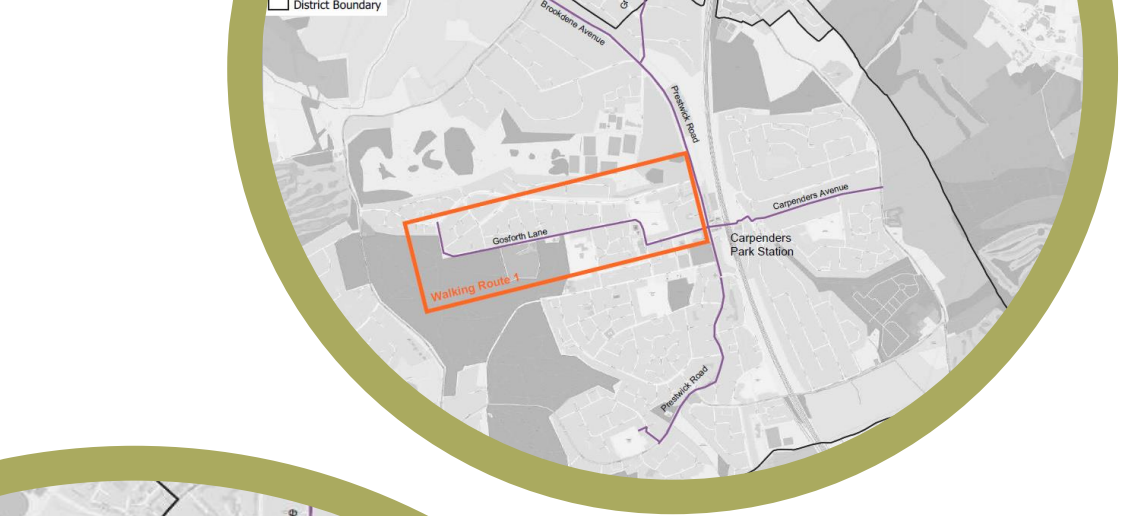 District Boundary
Brookdene Avenue
Prestwick Road
Carpenders Avenue
Gosforth Lane
Carpenders
Park Station
Walking Route 1
Prestwick Road